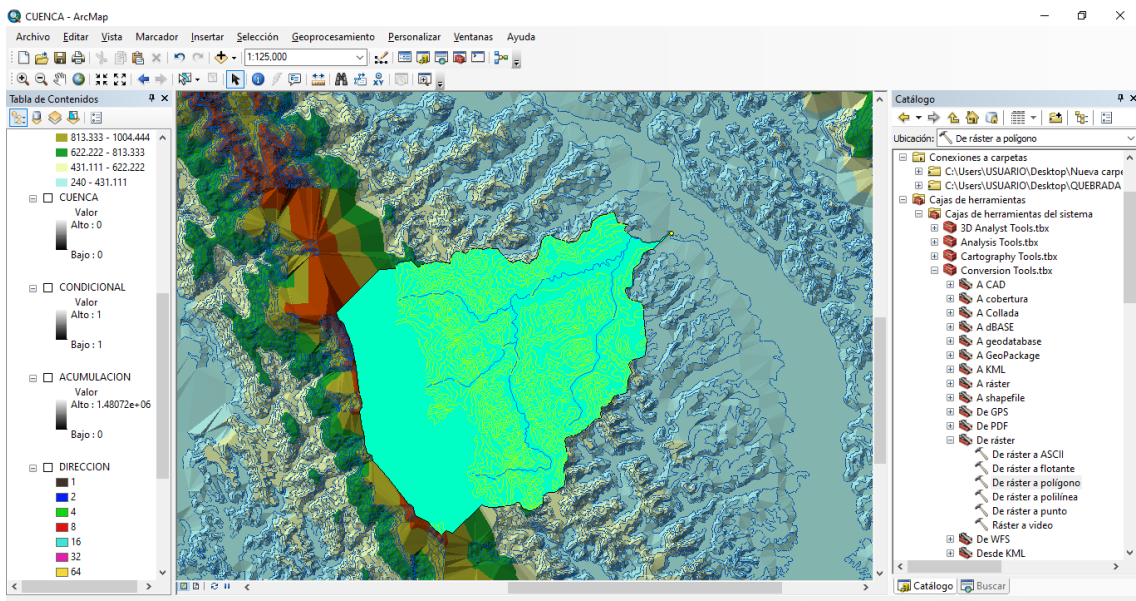 CUENCA - ArcMap
Archivo Editar Vista Marcador Insertar Selección Geoprocesamiento Personalizar Ventanas Ayuda
1:125,000
Tabla de Contenidos
813.333 - 1004.444
622.222 - 813.333
431.111 - 622.222
240 - 431.111
CUENCA
Valor
Alto : 0
Bajo : 0
CONDICIONAL
Valor
Alto : 1
Bajo : 1
ACUMULACION
Valor
Alto : 1.48072e+06
Bajo : 0
DIRECCION
1
2
4
8
16
32
64
Catálogo
Ubicación: De ráster a polígono
Conexiones a carpetas
C:\Users\USUARIO\Desktop\Nueva carpe
C:\Users\USUARIO\Desktop\QUEBRADA
Cajas de herramientas
Cajas de herramientas del sistema
3D Analyst Tools.tbx
Analysis Tools.tbx
Cartography Tools.tbx
Conversion Tools.tbx
A CAD
A cobertura
A Collada
A dBASE
A geodatabase
A GeoPackage
A KML
A ráster
A shapefile
De GPS
De PDF
De ráster
De ráster a ASCII
De ráster a flotante
De ráster a polígono
De ráster a polilínea
De ráster a punto
Ráster a video
De WFS
Desde KML
Catálogo Buscar